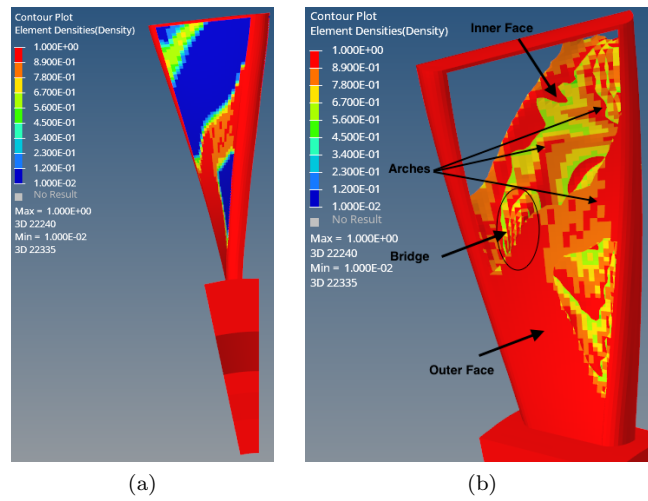 Contour Plot
Element Densities(Density)
1.000E+00
8.900E-01
7.800E-01
6.700E-01
5.600E-01
4.500E-01
3.400E-01
2.300E-01
1.200E-01
1.000E-02
No Result
Max = 1.000E+00
3D 22240
Min = 1.000E-02
3D 22335
(a)
Contour Plot
Element Densities(Density)
1.000E+00
8.900E-01
7.800E-01
6.700E-01
5.600E-01
4.500E-01
3.400E-01
2.300E-01
1.200E-01
1.000E-02
No Result
Max = 1.000E+00
3D 22240
Min = 1.000E-02
3D 22335
Inner Face
Arches
Bridge
Outer Face
(b)